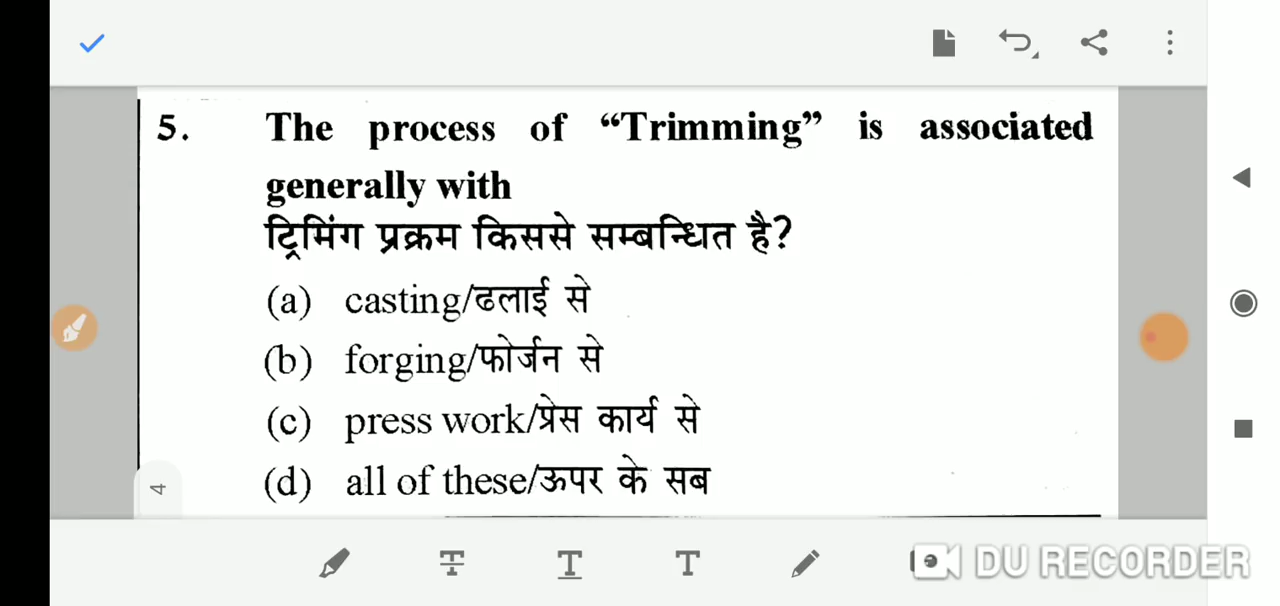 5. The process of “Trimming” is associated
generally with
ट्रिमिंग प्रक्रम किससे सम्बन्धित है?
(a) casting/ढलाई से
(b) forging/फोर्जन से
(c) press work/प्रेस कार्य से
(d) all of these/ऊपर के सब
4
T T T
DU RECORDER